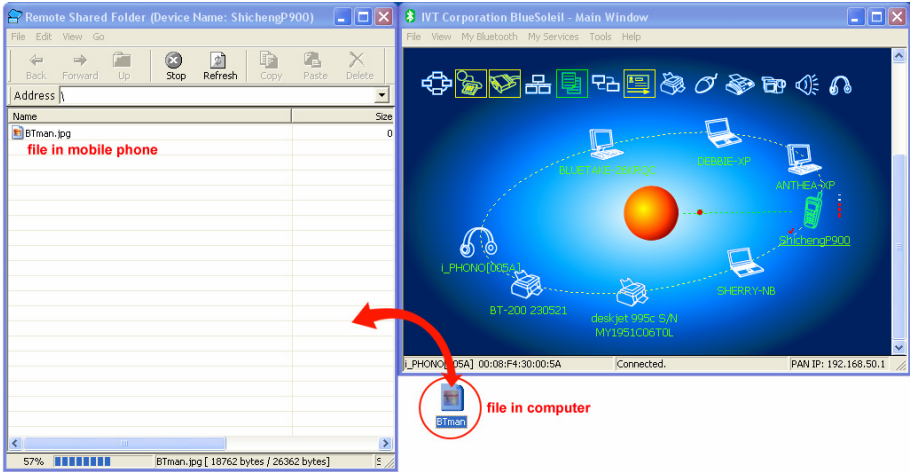 Remote Shared Folder (Device Name: ShichengP900)
File Edit View Go
Back Forward Up Stop Refresh Copy Paste Delete
Address \
Name Size
BTman.jpg 0
file in mobile phone
57% BTman.jpg [ 18762 bytes / 26362 bytes] S
IVT Corporation BlueSoleil - Main Window
File View My Bluetooth My Services Tools Help
DEBBIE-XP
ANTHEA-XP
ShichengP900
i_PHONO[005A]
SHERRY-NB
BT-200 230521
deskjet 995c S/N
MY1951C06T0L
i_PHONO[005A] 00:08:F4:30:00:5A Connected. PAN IP: 192.168.50.1
file in computer
BTman